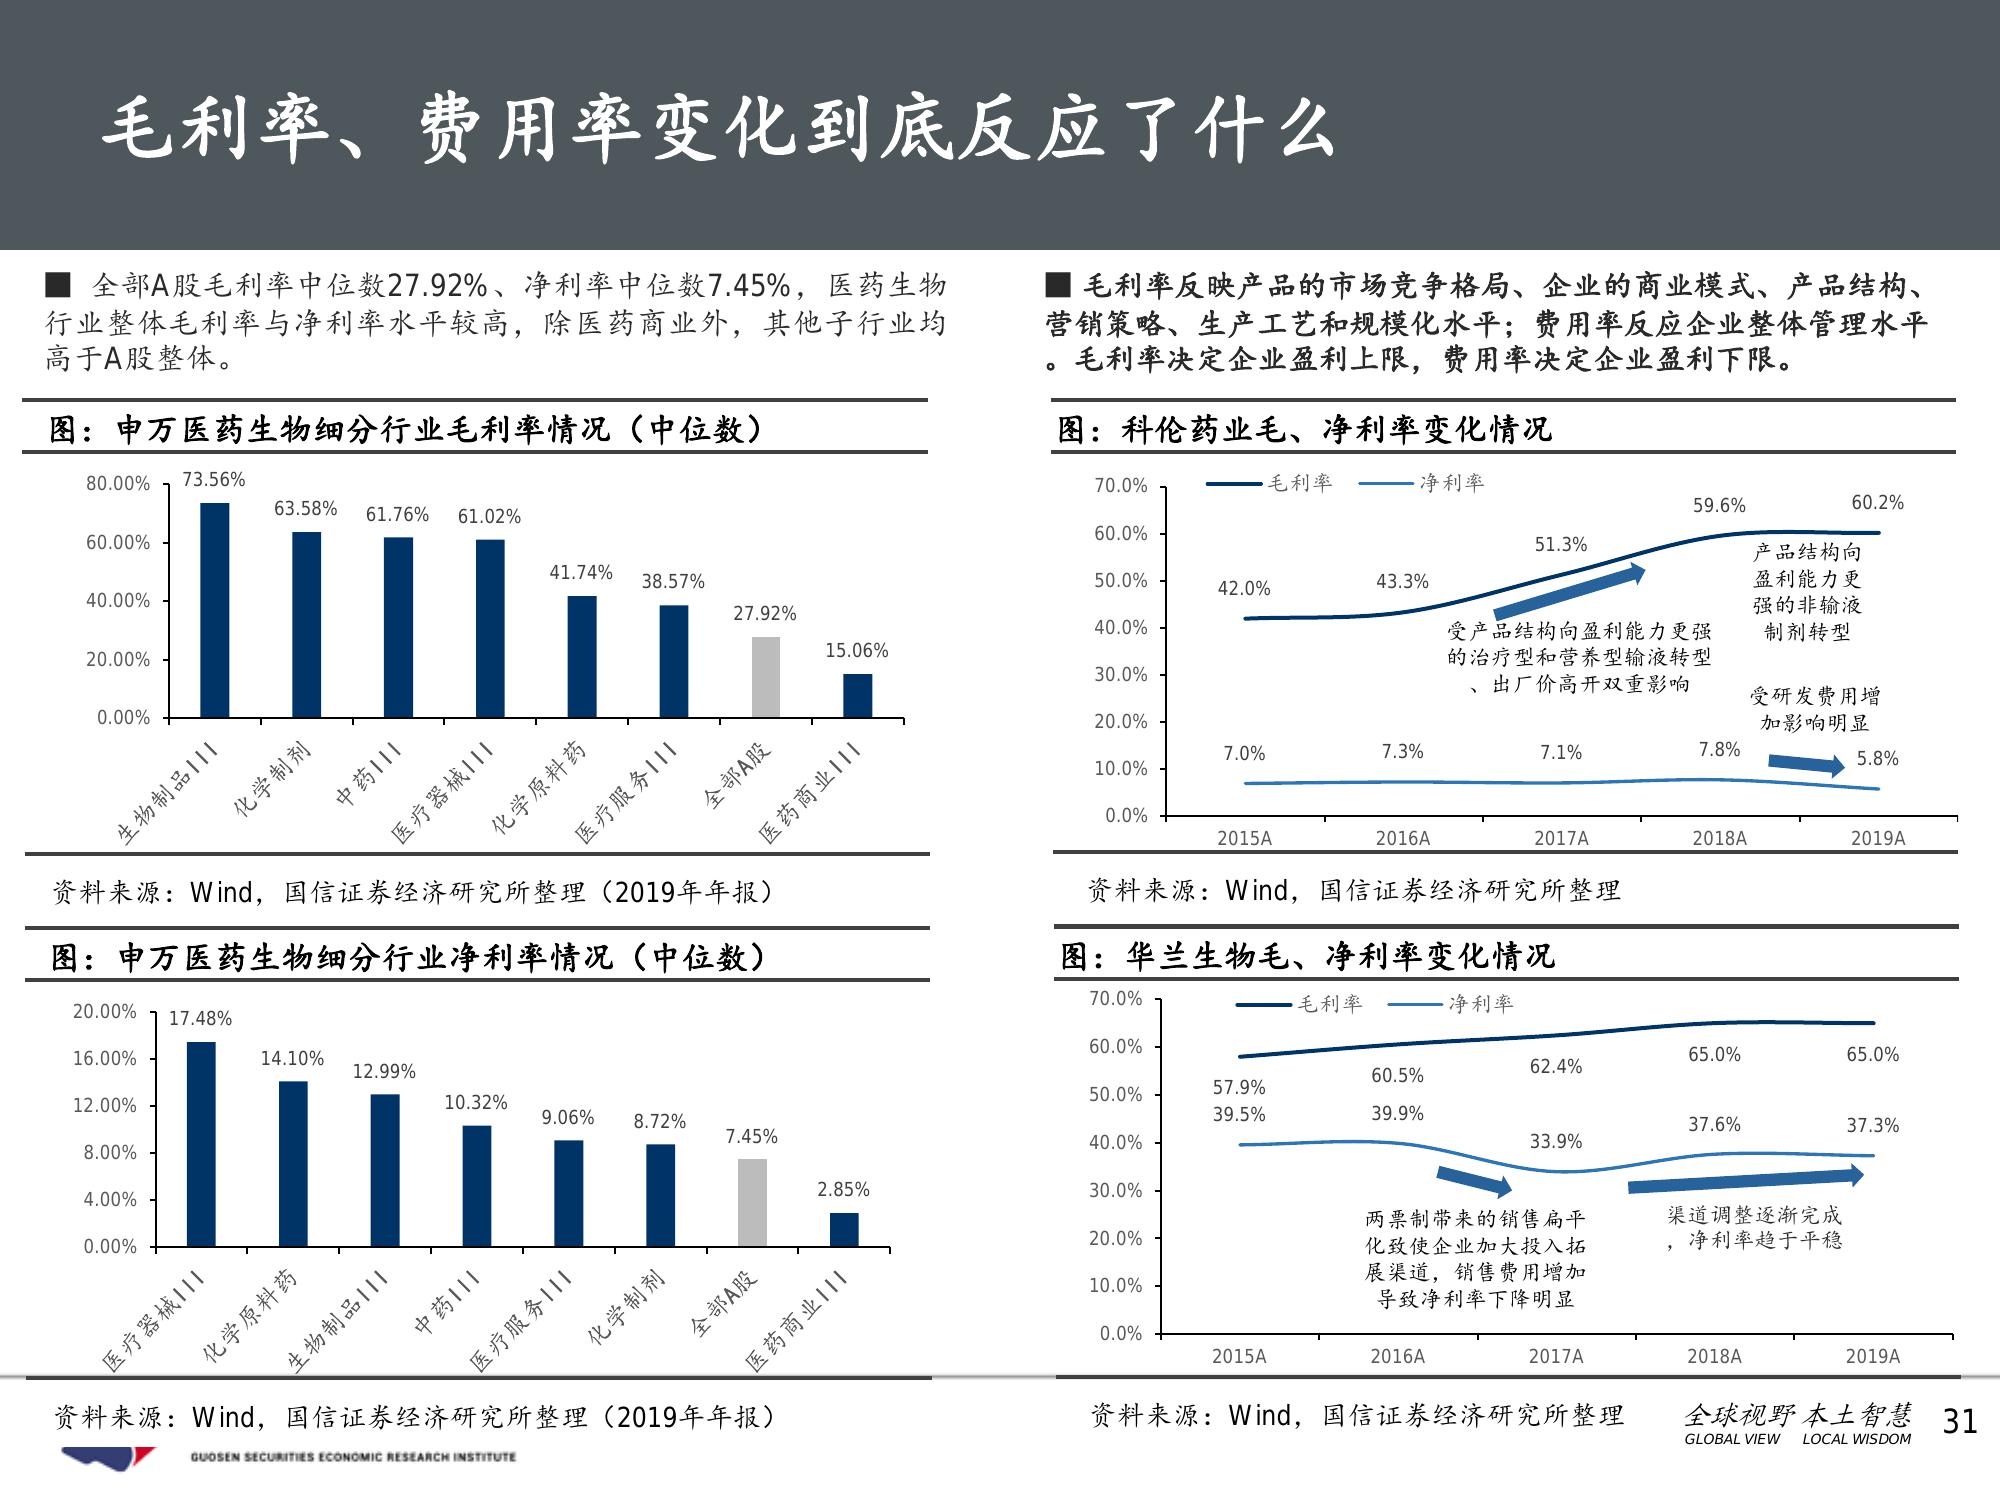 毛利率、费用率变化到底反应了什么
■ 全部A股毛利率中位数27.92%、净利率中位数7.45%，医药生物
行业整体毛利率与净利率水平较高，除医药商业外，其他子行业均
高于A股整体。
图：申万医药生物细分行业毛利率情况（中位数）
80.00%
60.00%
40.00%
20.00%
0.00%
73.56%
63.58%
61.76%
61.02%
41.74%
38.57%
27.92%
15.06%
生物制品III
化学制剂
中药III
医疗器械III
化学原料药
医疗服务III
全部A股
医药商业III
资料来源：Wind，国信证券经济研究所整理（2019年年报）
图：申万医药生物细分行业净利率情况（中位数）
20.00%
16.00%
12.00%
8.00%
4.00%
0.00%
17.48%
14.10%
12.99%
10.32%
9.06%
8.72%
7.45%
2.85%
医疗器械III
化学原料药
生物制品III
中药III
医疗服务III
化学制剂
全部A股
医药商业III
资料来源：Wind，国信证券经济研究所整理（2019年年报）
■ 毛利率反映产品的市场竞争格局、企业的商业模式、产品结构、
营销策略、生产工艺和规模化水平；费用率反应企业整体管理水平
。毛利率决定企业盈利上限，费用率决定企业盈利下限。
图：科伦药业毛、净利率变化情况
毛利率 净利率
70.0%
60.0%
50.0%
40.0%
30.0%
20.0%
10.0%
0.0%
42.0%
43.3%
51.3%
59.6%
60.2%
产品结构向
盈利能力更
强的非输液
制剂转型
受产品结构向盈利能力更强
的治疗型和营养型输液转型
、出厂价高开双重影响
受研发费用增
加影响明显
7.0%
7.3%
7.1%
7.8%
5.8%
2015A 2016A 2017A 2018A 2019A
资料来源：Wind，国信证券经济研究所整理
图：华兰生物毛、净利率变化情况
毛利率 净利率
70.0%
60.0%
50.0%
40.0%
30.0%
20.0%
10.0%
0.0%
57.9%
60.5%
62.4%
65.0%
65.0%
39.5%
39.9%
33.9%
37.6%
37.3%
两票制带来的销售扁平
化致使企业加大投入拓
展渠道，销售费用增加
导致净利率下降明显
渠道调整逐渐完成
，净利率趋于平稳
2015A 2016A 2017A 2018A 2019A
资料来源：Wind，国信证券经济研究所整理
GUOSEN SECURITIES ECONOMIC RESEARCH INSTITUTE
全球视野 本土智慧
GLOBAL VIEW LOCAL WISDOM
31